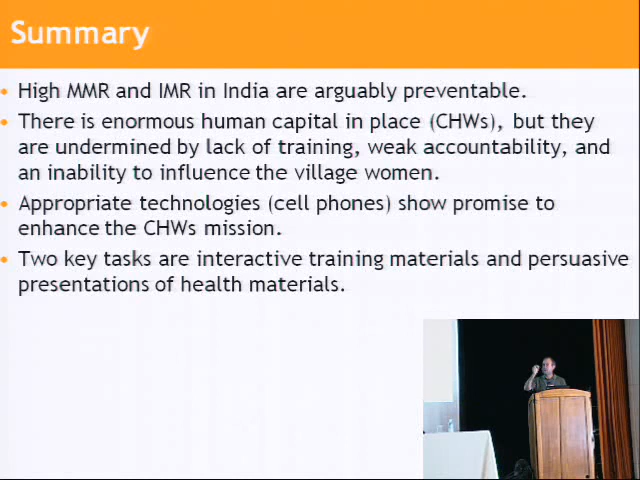 Summary
High MMR and IMR in India are arguably preventable.
There is enormous human capital in place (CHWs), but they
are undermined by lack of training, weak accountability, and
an inability to influence the village women.
Appropriate technologies (cell phones) show promise to
enhance the CHWs mission.
Two key tasks are interactive training materials and persuasive
presentations of health materials.